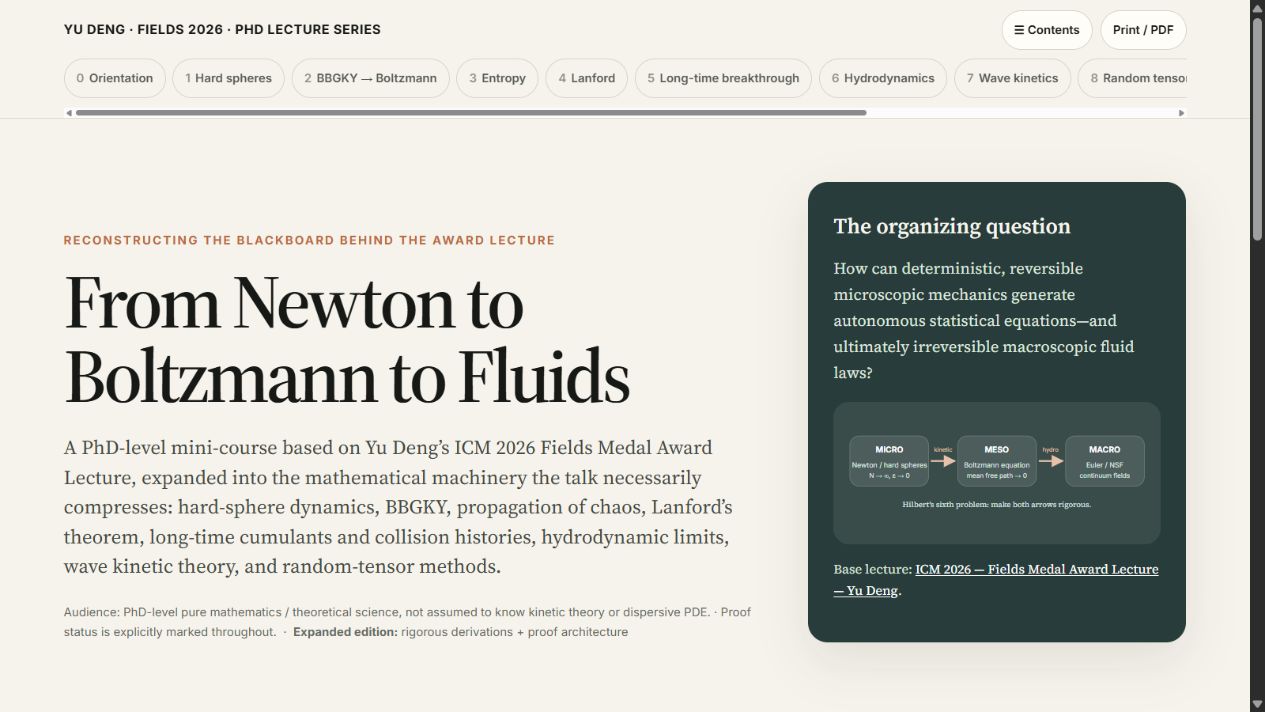 YU DENG · FIELDS 2026 · PHD LECTURE SERIES
☰ Contents
Print / PDF
0 Orientation
1 Hard spheres
2 BBGKY → Boltzmann
3 Entropy
4 Lanford
5 Long-time breakthrough
6 Hydrodynamics
7 Wave kinetics
8 Random tensor
RECONSTRUCTING THE BLACKBOARD BEHIND THE AWARD LECTURE
From Newton to
Boltzmann to Fluids
A PhD-level mini-course based on Yu Deng’s ICM 2026 Fields Medal Award
Lecture, expanded into the mathematical machinery the talk necessarily
compresses: hard-sphere dynamics, BBGKY, propagation of chaos, Lanford’s
theorem, long-time cumulants and collision histories, hydrodynamic limits,
wave kinetic theory, and random-tensor methods.
Audience: PhD-level pure mathematics / theoretical science, not assumed to know kinetic theory or dispersive PDE. · Proof
status is explicitly marked throughout. · Expanded edition: rigorous derivations + proof architecture
The organizing question
How can deterministic, reversible
microscopic mechanics generate
autonomous statistical equations—and
ultimately irreversible macroscopic fluid
laws?
MICRO
Newton / hard spheres
N → ∞, ε → 0
kinetic
MESO
Boltzmann equation
mean free path → 0
hydro
MACRO
Euler / NSF
continuum fields
Hilbert’s sixth problem: make both arrows rigorous.
Base lecture: ICM 2026 — Fields Medal Award Lecture
— Yu Deng.